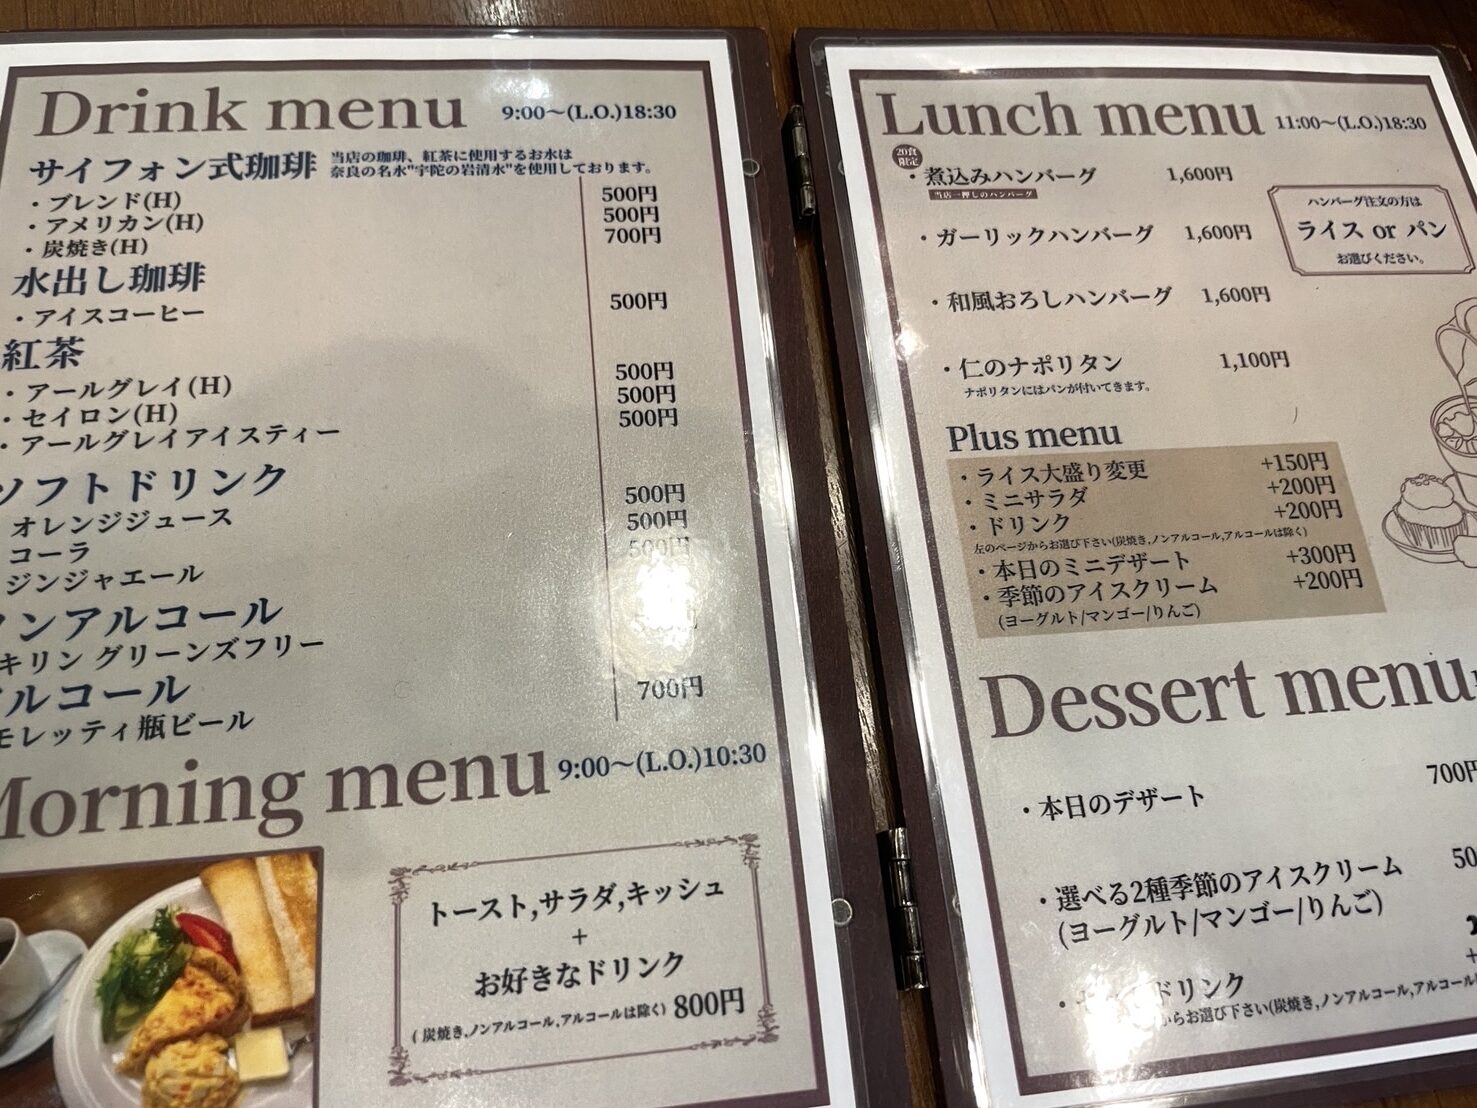 Drink menu 9:00～(L.O.)18:30
サイフォン式珈琲 当店の珈琲、紅茶に使用するお水は
奈良の名水"宇陀の岩清水"を使用しております。
・ブレンド(H) 500円
・アメリカン(H) 500円
・炭焼き(H) 700円
水出し珈琲
・アイスコーヒー 500円
紅茶
・アールグレイ(H) 500円
・セイロン(H) 500円
・アールグレイアイスティー 500円
ソフトドリンク
オレンジジュース 500円
コーラ 500円
ジンジャエール 500円
ノンアルコール
キリン グリーンズフリー
アルコール
モレッティ瓶ビール 700円
Morning menu 9:00～(L.O.)10:30
トースト,サラダ,キッシュ
+
お好きなドリンク
(炭焼き,ノンアルコール,アルコールは除く) 800円
Lunch menu 11:00～(L.O.)18:30
20食
限定
・煮込みハンバーグ 1,600円
当店一押しのハンバーグ
・ガーリックハンバーグ 1,600円
・和風おろしハンバーグ 1,600円
・仁のナポリタン 1,100円
ナポリタンにはパンが付いてきます。
ハンバーグ注文の方は
ライス or パン
お選びください。
Plus menu
・ライス大盛り変更 +150円
・ミニサラダ +200円
・ドリンク +200円
左のページからお選び下さい(炭焼き,ノンアルコール,アルコールは除く)
・本日のミニデザート +300円
・季節のアイスクリーム +200円
(ヨーグルト/マンゴー/りんご)
Dessert menu
・本日のデザート 700円
・選べる2種季節のアイスクリーム 50
(ヨーグルト/マンゴー/りんご)
ドリンク +
からお選び下さい(炭焼き,ノンアルコール,アルコール